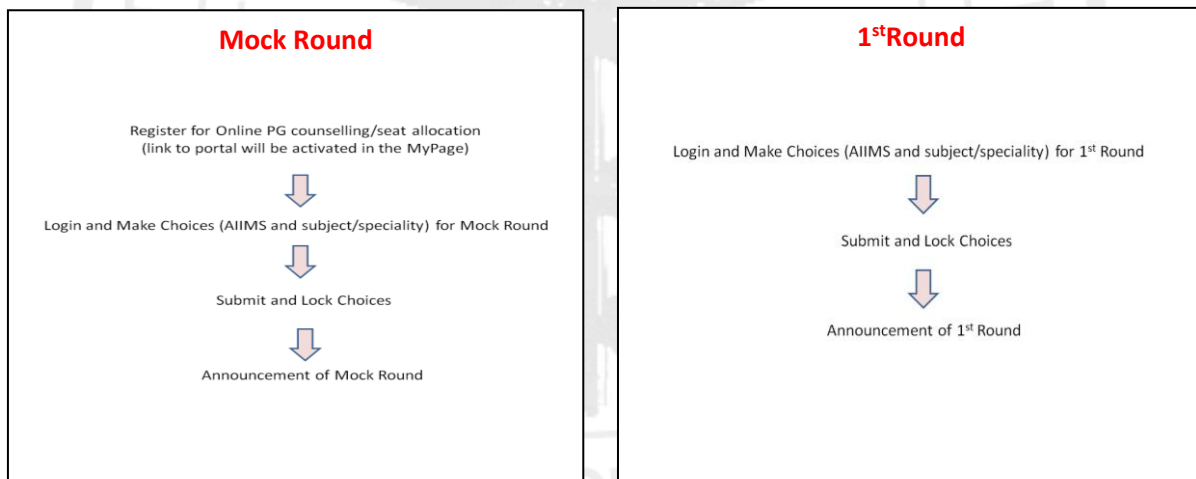 Mock Round
Register for Online PG counselling/seat allocation
(link to portal will be activated in the MyPage)
Login and Make Choices (AIIMS and subject/speciality) for Mock Round
Submit and Lock Choices
Announcement of Mock Round
1stRound
Login and Make Choices (AIIMS and subject/speciality) for 1st Round
Submit and Lock Choices
Announcement of 1st Round